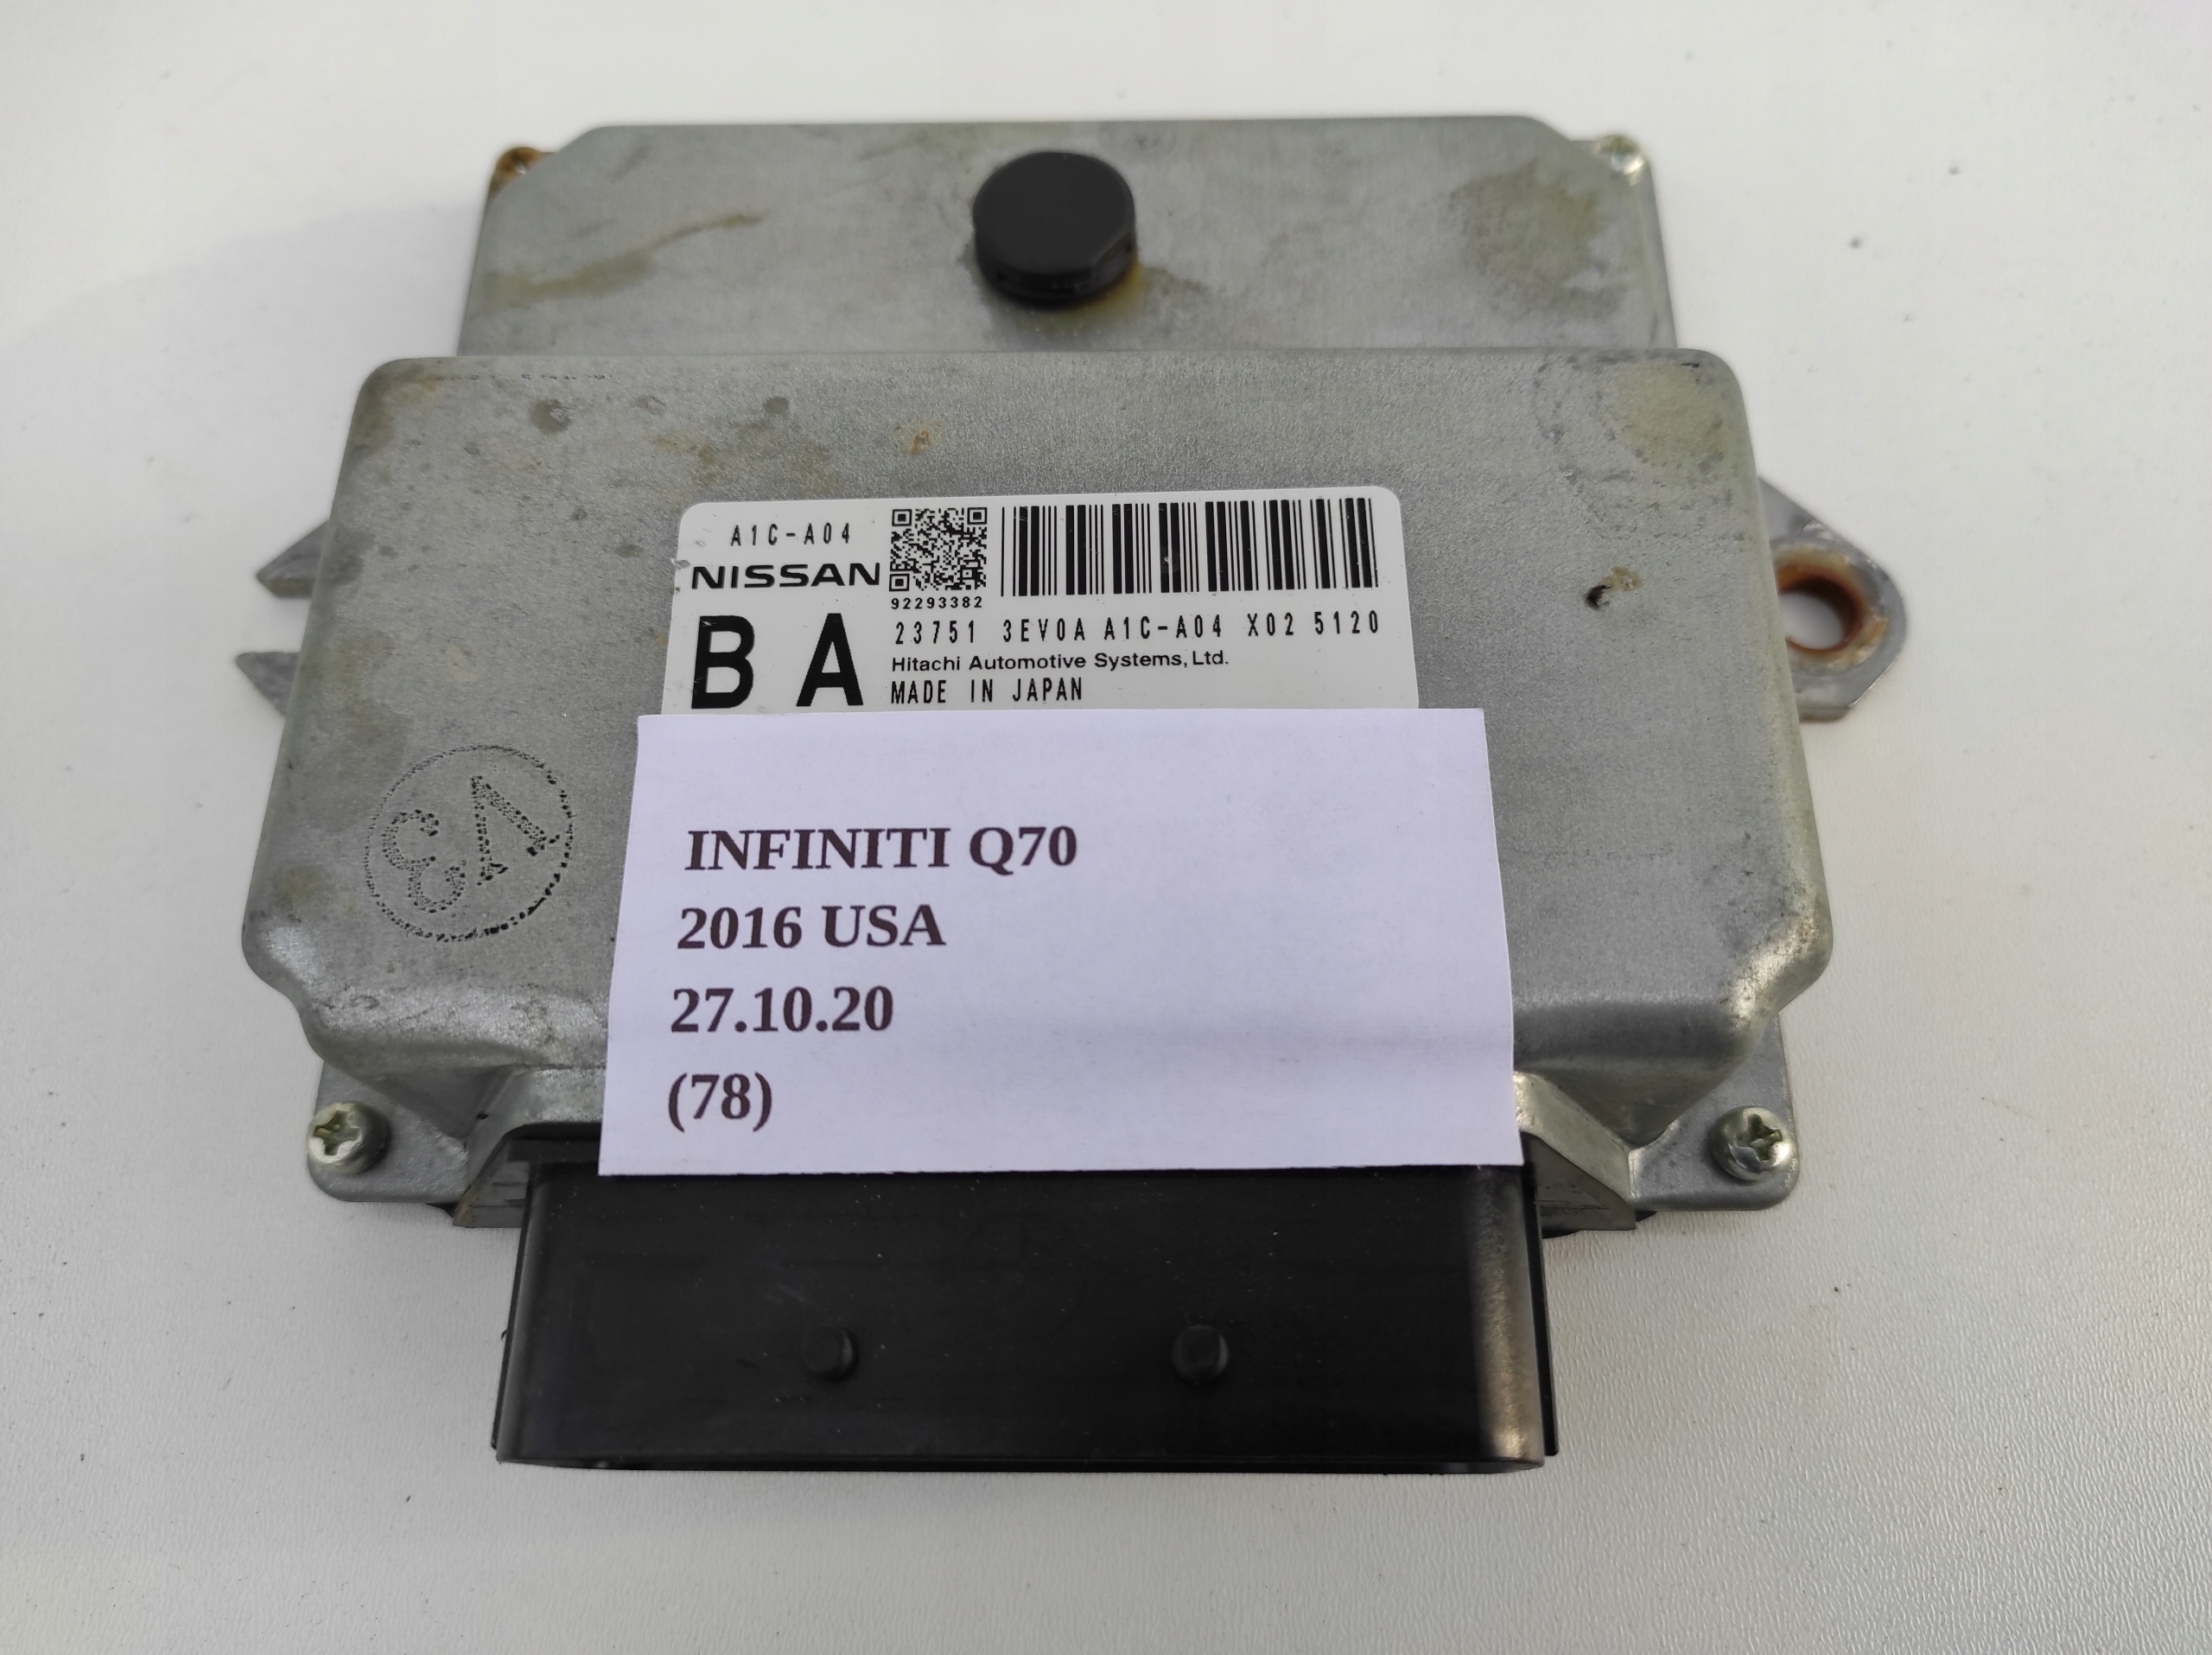 A1C-A04
NISSAN
92293382
B A
23751 3EV0A A1C-A04 X02 5120
Hitachi Automotive Systems, Ltd.
MADE IN JAPAN
V3
INFINITI Q70
2016 USA
27.10.20
(78)